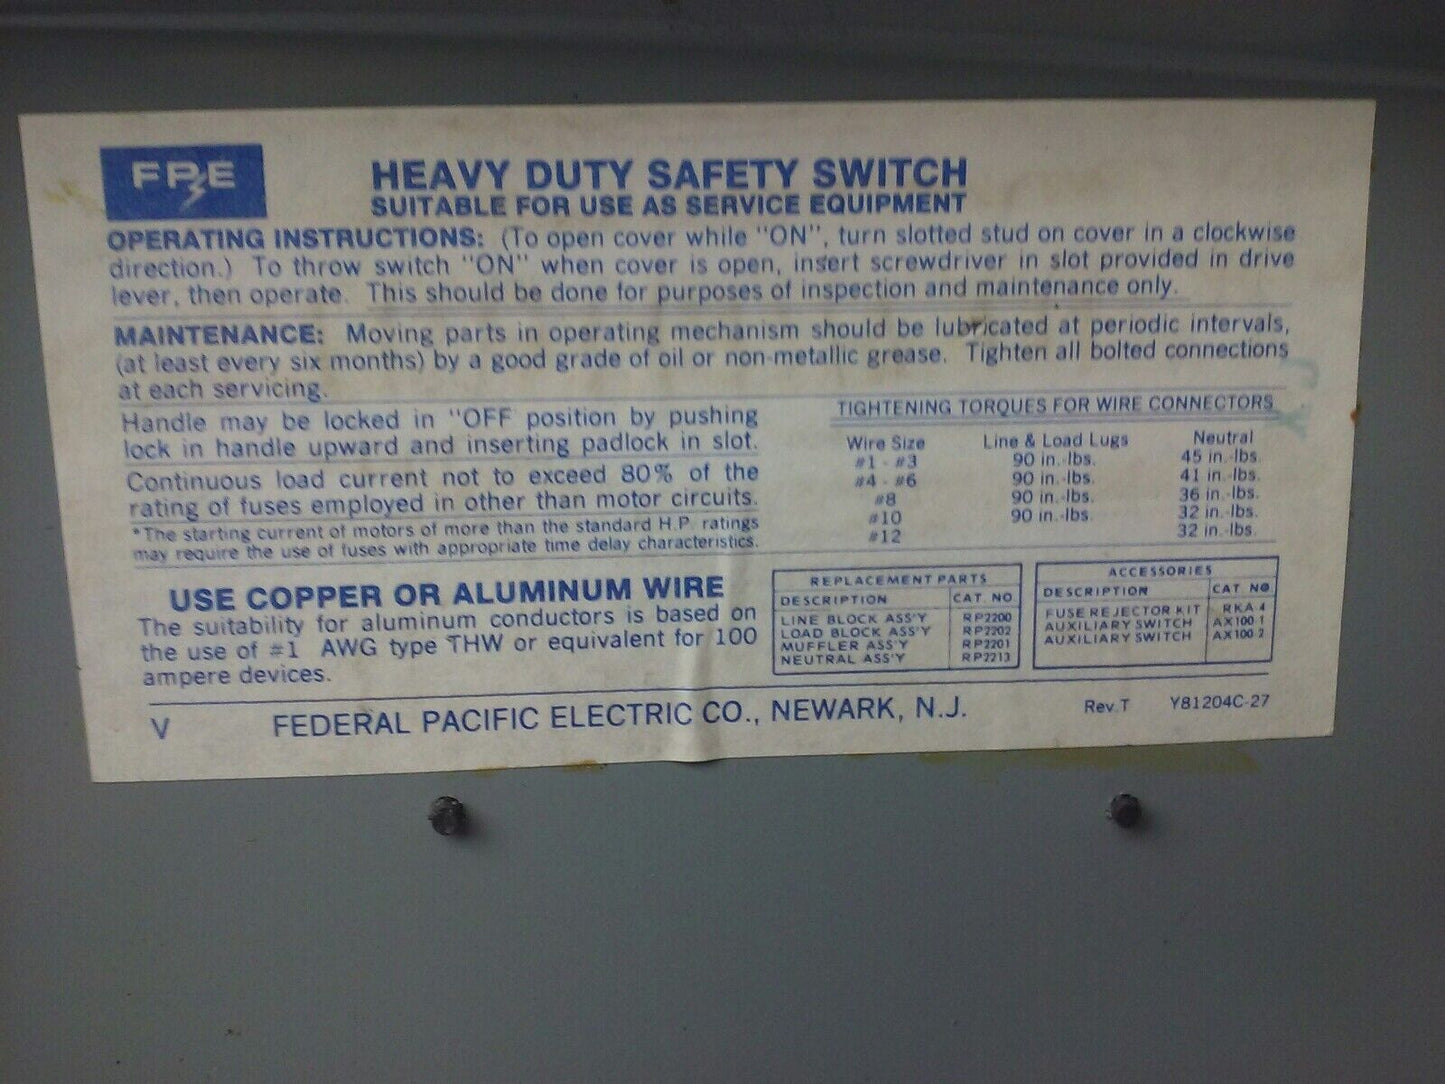 FPE
HEAVY DUTY SAFETY SWITCH
SUITABLE FOR USE AS SERVICE EQUIPMENT
OPERATING INSTRUCTIONS: (To open cover while "ON", turn slotted stud on cover in a clockwise
direction.) To throw switch "ON" when cover is open, insert screwdriver in slot provided in drive
lever, then operate. This should be done for purposes of inspection and maintenance only.
MAINTENANCE: Moving parts in operating mechanism should be lubricated at periodic intervals,
(at least every six months) by a good grade of oil or non-metallic grease. Tighten all bolted connections
at each servicing.
Handle may be locked in "OFF position by pushing
lock in handle upward and inserting padlock in slot.
Continuous load current not to exceed 80% of the
rating of fuses employed in other than motor circuits.
*The starting current of motors of more than the standard H.P. ratings
may require the use of fuses with appropriate time delay characteristics.
TIGHTENING TORQUES FOR WIRE CONNECTORS
Wire Size Line & Load Lugs Neutral
#1 - #3 90 in.-lbs. 45 in.-lbs.
#4 - #6 90 in.-lbs. 41 in.-lbs.
#8 90 in.-lbs. 36 in.-lbs.
#10 90 in.-lbs. 32 in.-lbs.
#12 32 in.-lbs.
USE COPPER OR ALUMINUM WIRE
The suitability for aluminum conductors is based on
the use of #1 AWG type THW or equivalent for 100
ampere devices.
REPLACEMENT PARTS
DESCRIPTION CAT. NO.
LINE BLOCK ASS'Y RP2200
LOAD BLOCK ASS'Y RP2202
MUFFLER ASS'Y RP2201
NEUTRAL ASS'Y RP2213
ACCESSORIES
DESCRIPTION CAT NO.
FUSE REJECTOR KIT RKA 4
AUXILIARY SWITCH AX100 1
AUXILIARY SWITCH AX100 2
V FEDERAL PACIFIC ELECTRIC CO., NEWARK, N.J. Rev.T Y81204C-27